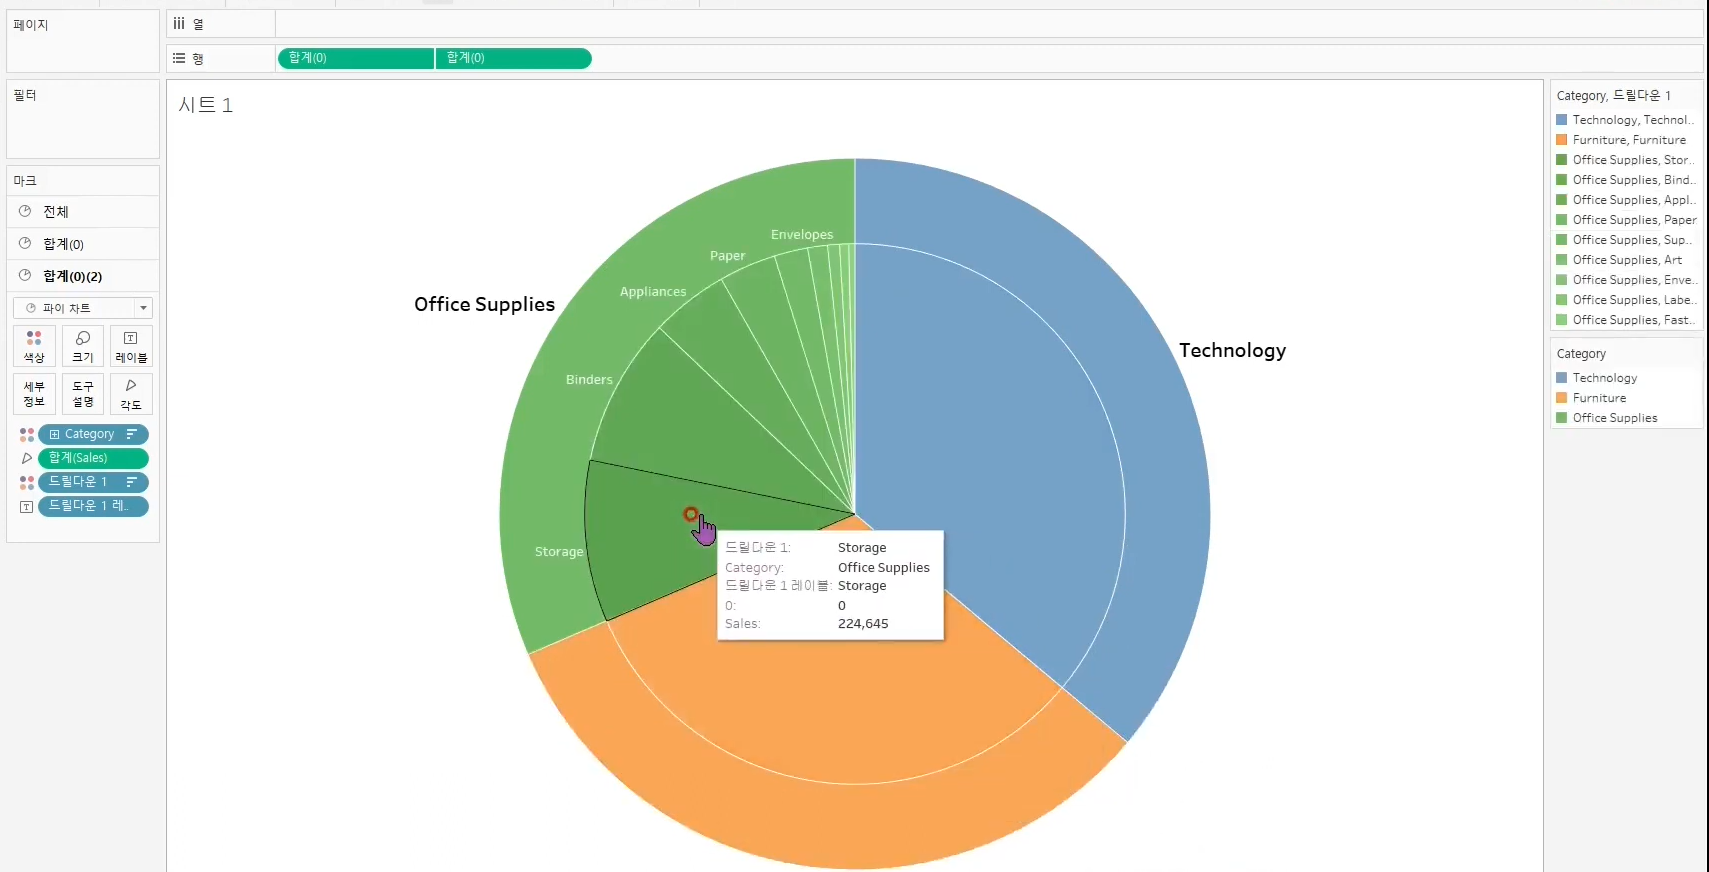 페이지
iii 열
행
합계(0)
합계(0)
필터
마크
전체
합계(0)
합계(0)(2)
파이 차트
색상
크기
레이블
세부
정보
도구
설명
각도
Category
합계(Sales)
드릴다운 1
드릴다운 1 레..
시트 1
Envelopes
Paper
Appliances
Office Supplies
Binders
Storage
Technology
드릴다운 1: Storage
Category: Office Supplies
드릴다운 1 레이블: Storage
0: 0
Sales: 224,645
Category, 드릴다운 1
Technology, Technol..
Furniture, Furniture
Office Supplies, Stor..
Office Supplies, Bind..
Office Supplies, Appl..
Office Supplies, Paper
Office Supplies, Sup..
Office Supplies, Art
Office Supplies, Enve..
Office Supplies, Labe..
Office Supplies, Fast..
Category
Technology
Furniture
Office Supplies